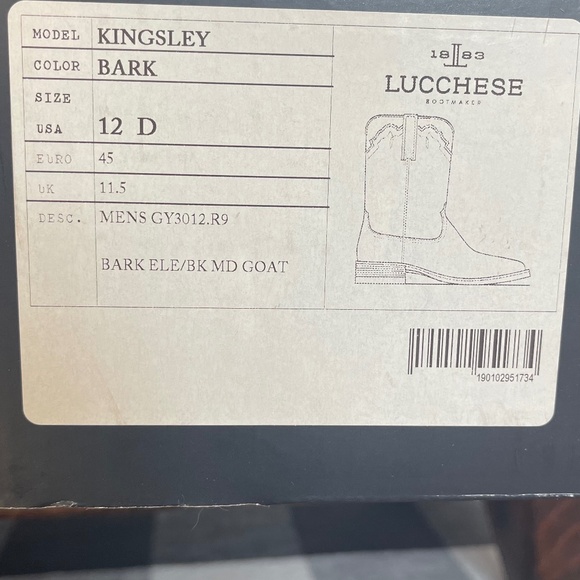 MODEL KINGSLEY
COLOR BARK
SIZE
USA 12 D
EURO 45
UK 11.5
DESC. MENS GY3012.R9
BARK ELE/BK MD GOAT
18 83
LUCCHESE
BOOTMAKER
190102951734